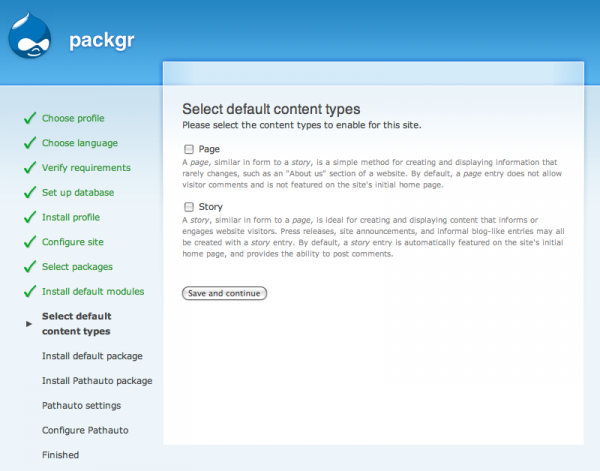 packgr
Choose profile
Choose language
Verify requirements
Set up database
Install profile
Configure site
Select packages
Install default modules
Select default
content types
Install default package
Install Pathauto package
Pathauto settings
Configure Pathauto
Finished
Select default content types
Please select the content types to enable for this site.
Page
A page, similar in form to a story, is a simple method for creating and displaying information that
rarely changes, such as an "About us" section of a website. By default, a page entry does not allow
visitor comments and is not featured on the site's initial home page.
Story
A story, similar in form to a page, is ideal for creating and displaying content that informs or
engages website visitors. Press releases, site announcements, and informal blog-like entries may all
be created with a story entry. By default, a story entry is automatically featured on the site's initial
home page, and provides the ability to post comments.
Save and continue